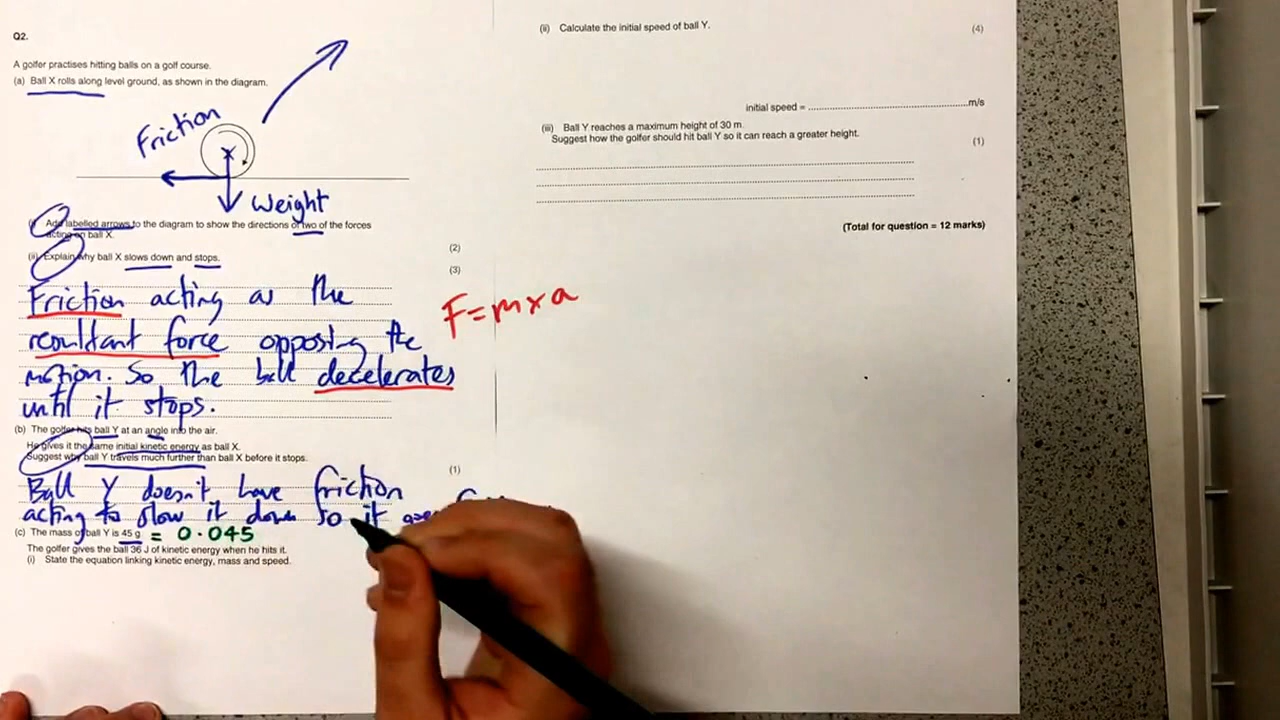 Q2.
A golfer practises hitting balls on a golf course.
(a) Ball X rolls along level ground, as shown in the diagram.
Friction
Weight
(i) Add labelled arrows to the diagram to show the directions of two of the forces
acting on ball X.
(2)
(ii) Explain why ball X slows down and stops.
(3)
Friction acting as the
resultant force opposing the
motion. So the ball decelerates
until it stops.
F=m×a
(b) The golfer hits ball Y at an angle into the air.
He gives it the same initial kinetic energy as ball X.
Suggest why ball Y travels much further than ball X before it stops.
(1)
Ball Y doesn't have friction
acting to slow it down so it
(c) The mass of ball Y is 45 g = 0.045
The golfer gives the ball 36 J of kinetic energy when he hits it.
(i) State the equation linking kinetic energy, mass and speed.
(ii) Calculate the initial speed of ball Y.
(4)
initial speed = ........................................................m/s
(iii) Ball Y reaches a maximum height of 30 m.
Suggest how the golfer should hit ball Y so it can reach a greater height.
(1)
(Total for question = 12 marks)